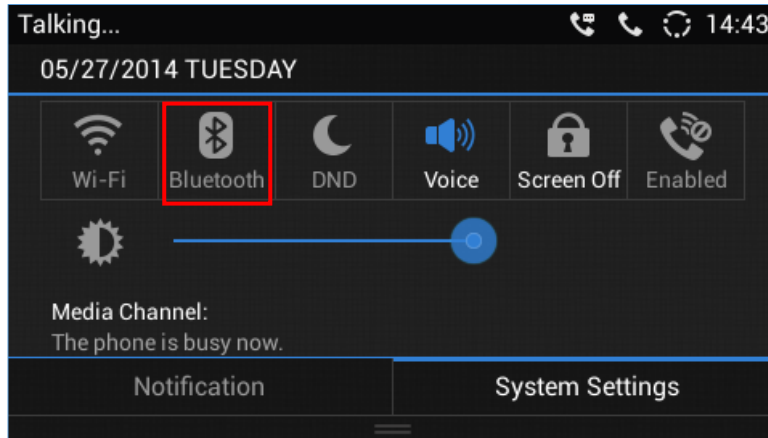 Talking... 14:43
05/27/2014 TUESDAY
Wi-Fi Bluetooth DND Voice Screen Off Enabled
Media Channel:
The phone is busy now.
Notification System Settings